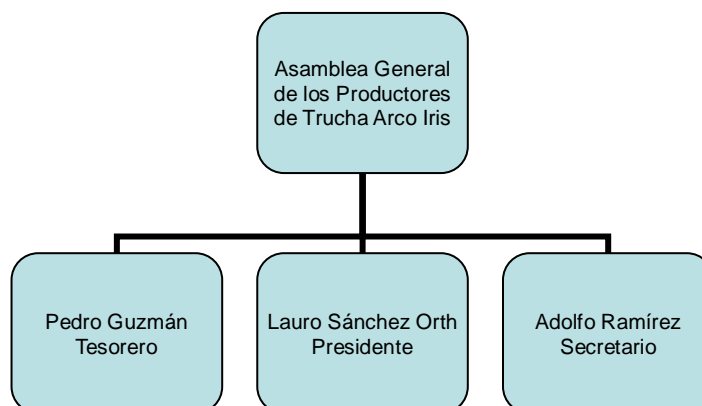 Asamblea General
de los Productores
de Trucha Arco Iris
Pedro Guzmán
Tesorero
Lauro Sánchez Orth
Presidente
Adolfo Ramírez
Secretario